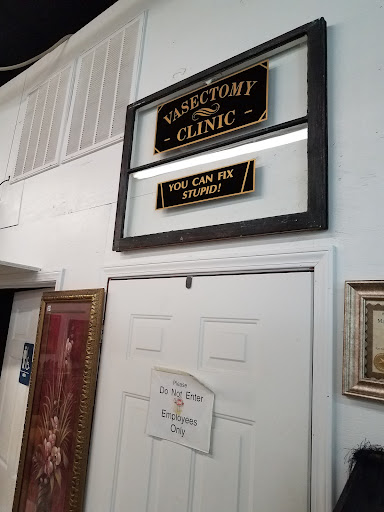 VASECTOMY
- CLINIC -
YOU CAN FIX
STUPID!
Please
Do Not Enter
Employees
Only